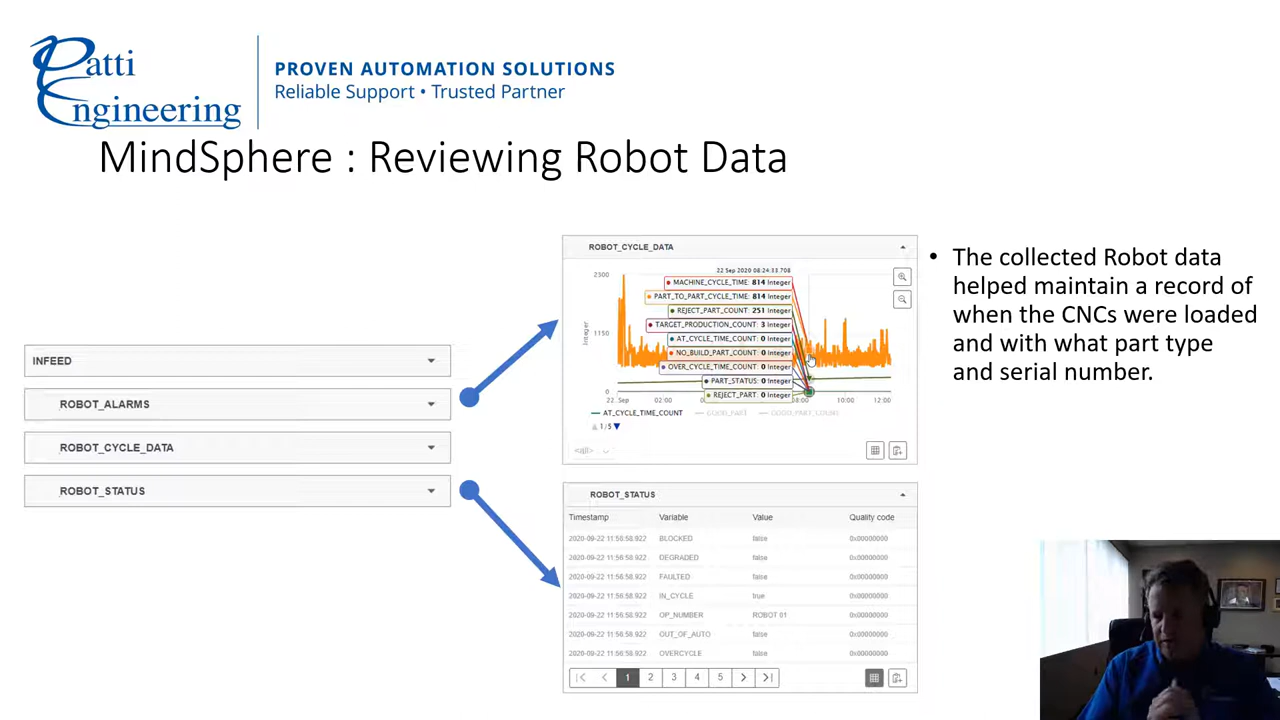 Patti
Engineering
PROVEN AUTOMATION SOLUTIONS
Reliable Support • Trusted Partner
MindSphere : Reviewing Robot Data
INFEED
ROBOT_ALARMS
ROBOT_CYCLE_DATA
ROBOT_STATUS
ROBOT_CYCLE_DATA
22 Sep 2020 08:24:33.708
2300
MACHINE_CYCLE_TIME: 814 Integer
PART_TO_PART_CYCLE_TIME: 814 Integer
REJECT_PART_COUNT: 251 Integer
TARGET_PRODUCTION_COUNT: 3 Integer
Integer
1150
AT_CYCLE_TIME_COUNT: 0 Integer
NO_BUILD_PART_COUNT: 0 Integer
OVER_CYCLE_TIME_COUNT: 0 Integer
PART_STATUS: 0 Integer
REJECT_PART: 0 Integer
0
22. Sep 02:00 08:00 10:00 12:00
AT_CYCLE_TIME_COUNT GOOD_PART GOOD_PART_COUNT
1/5
<all>
ROBOT_STATUS
Timestamp Variable Value Quality code
2020-09-22 11:56:58.922 BLOCKED false 0x00000000
2020-09-22 11:56:58.922 DEGRADED false 0x00000000
2020-09-22 11:56:58.922 FAULTED false 0x00000000
2020-09-22 11:56:58.922 IN_CYCLE true 0x00000000
2020-09-22 11:56:58.922 OP_NUMBER ROBOT 01 0x00000000
2020-09-22 11:56:58.922 OUT_OF_AUTO false 0x00000000
2020-09-22 11:56:58.922 OVERCYCLE false 0x00000000
1 2 3 4 5
• The collected Robot data
helped maintain a record of
when the CNCs were loaded
and with what part type
and serial number.